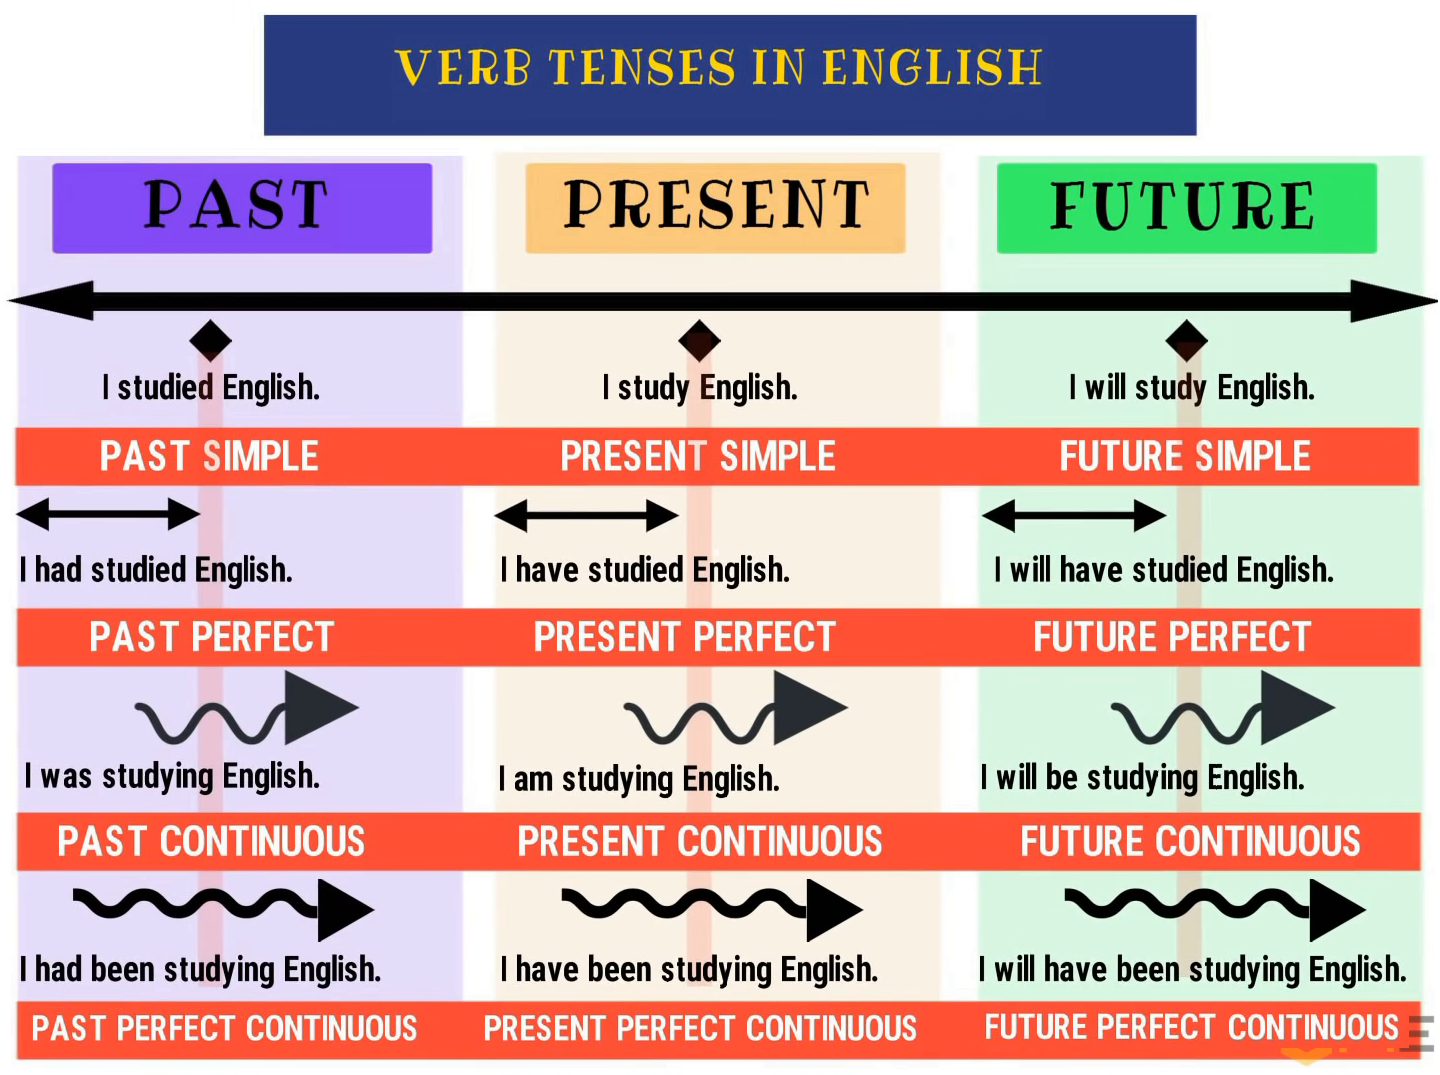 VERB TENSES IN ENGLISH
PAST PRESENT FUTURE
I studied English. I study English. I will study English.
PAST SIMPLE PRESENT SIMPLE FUTURE SIMPLE
I had studied English. I have studied English. I will have studied English.
PAST PERFECT PRESENT PERFECT FUTURE PERFECT
I was studying English. I am studying English. I will be studying English.
PAST CONTINUOUS PRESENT CONTINUOUS FUTURE CONTINUOUS
I had been studying English. I have been studying English. I will have been studying English.
PAST PERFECT CONTINUOUS PRESENT PERFECT CONTINUOUS FUTURE PERFECT CONTINUOUS